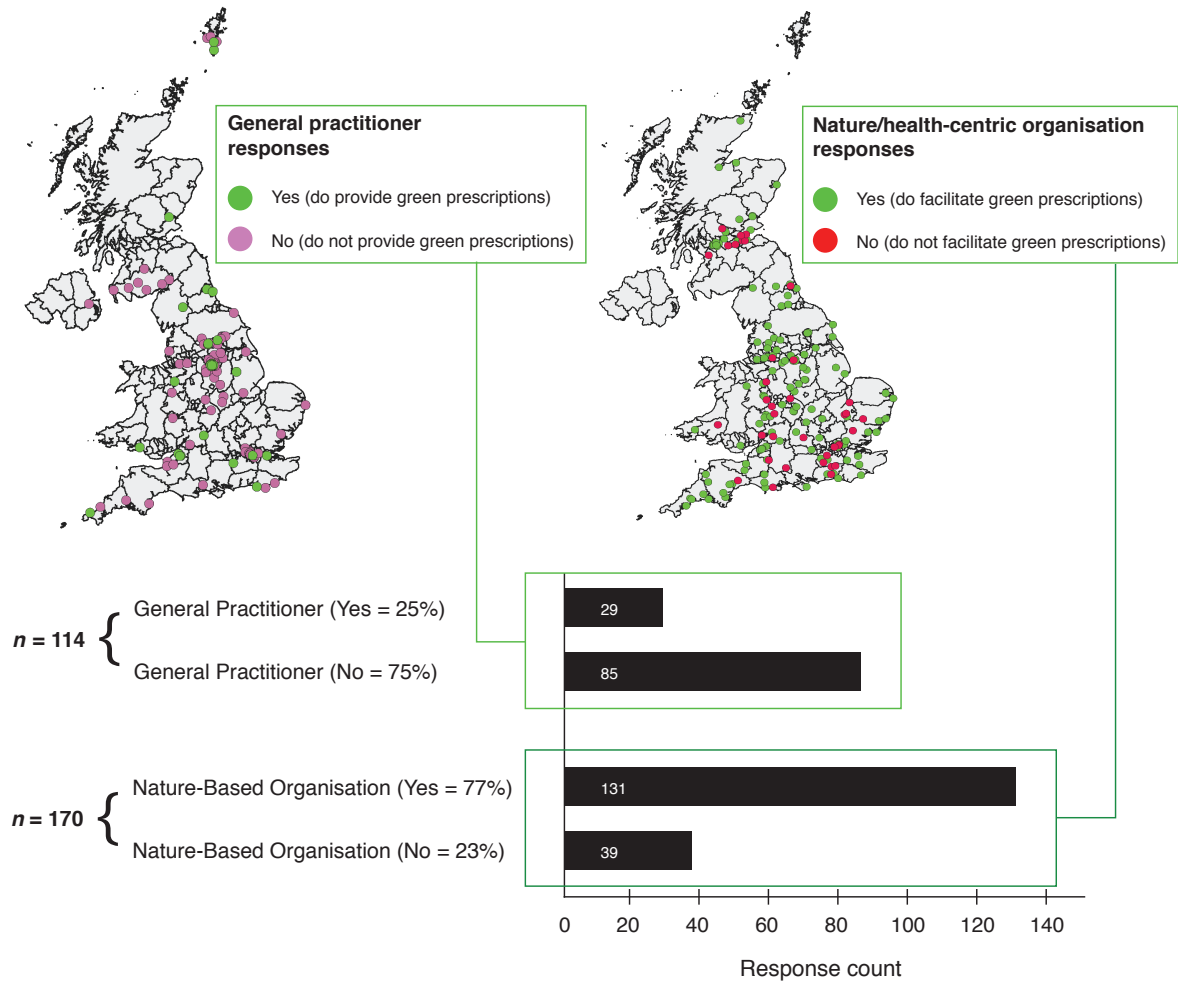 General practitioner
responses
Yes (do provide green prescriptions)
No (do not provide green prescriptions)
Nature/health-centric organisation
responses
Yes (do facilitate green prescriptions)
No (do not facilitate green prescriptions)
n = 114
General Practitioner (Yes = 25%)
29
General Practitioner (No = 75%)
85
n = 170
Nature-Based Organisation (Yes = 77%)
131
Nature-Based Organisation (No = 23%)
39
0 20 40 60 80 100 120 140
Response count